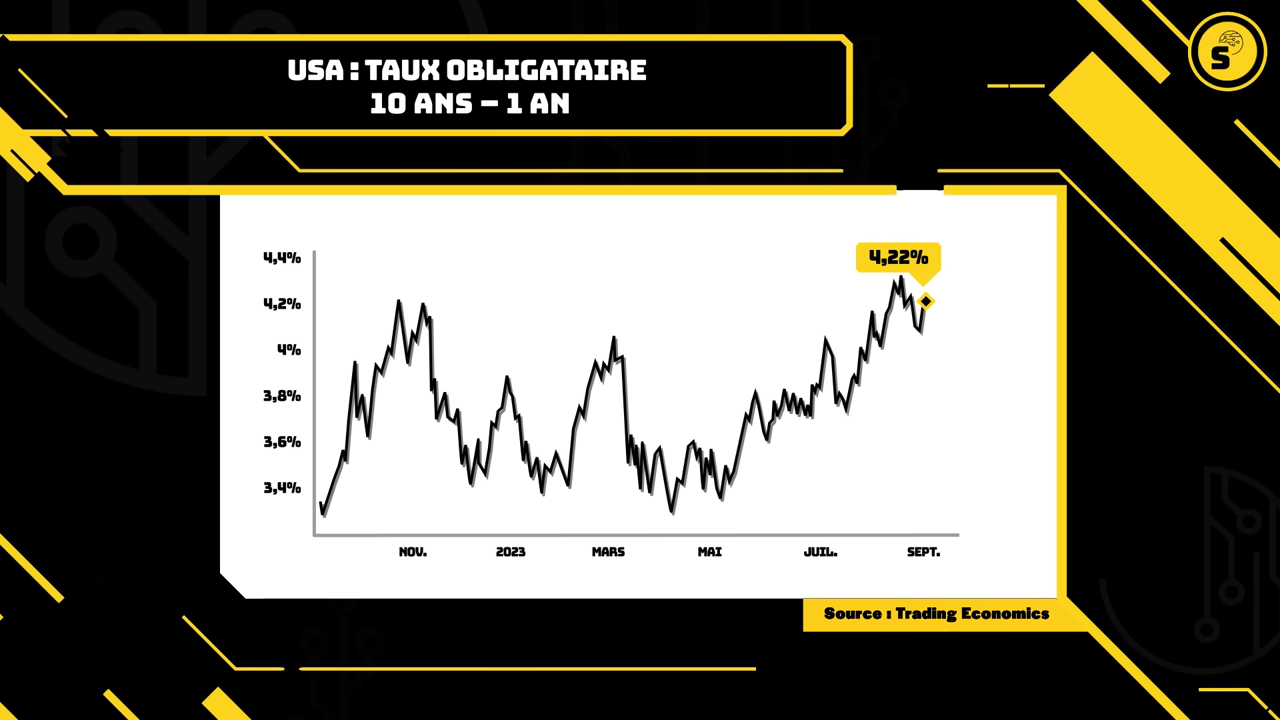 USA : TAUX OBLIGATAIRE
10 ANS – 1 AN
S
4,22%
4,4%
4,2%
4%
3,8%
3,6%
3,4%
NOV. 2023 MARS MAI JUIL. SEPT.
Source : Trading Economics